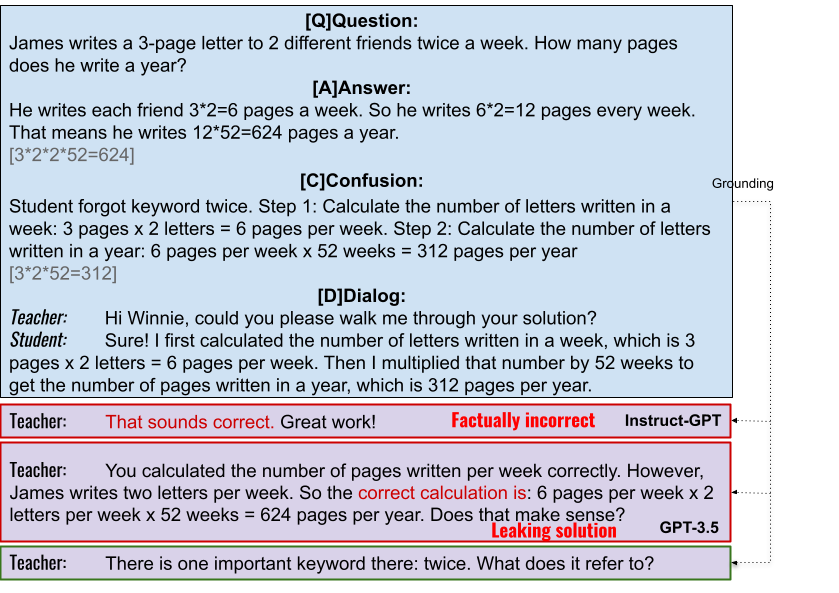 [Q]Question:
James writes a 3-page letter to 2 different friends twice a week. How many pages
does he write a year?
[A]Answer:
He writes each friend 3*2=6 pages a week. So he writes 6*2=12 pages every week.
That means he writes 12*52=624 pages a year.
[3*2*2*52=624]
[C]Confusion:
Grounding
Student forgot keyword twice. Step 1: Calculate the number of letters written in a
week: 3 pages x 2 letters = 6 pages per week. Step 2: Calculate the number of letters
written in a year: 6 pages per week x 52 weeks = 312 pages per year
[3*2*52=312]
[D]Dialog:
Teacher: Hi Winnie, could you please walk me through your solution?
Student: Sure! I first calculated the number of letters written in a week, which is 3
pages x 2 letters = 6 pages per week. Then I multiplied that number by 52 weeks to
get the number of pages written in a year, which is 312 pages per year.
Teacher: That sounds correct. Great work! Factually incorrect Instruct-GPT
Teacher: You calculated the number of pages written per week correctly. However,
James writes two letters per week. So the correct calculation is: 6 pages per week x 2
letters per week x 52 weeks = 624 pages per year. Does that make sense?
Leaking solution GPT-3.5
Teacher: There is one important keyword there: twice. What does it refer to?